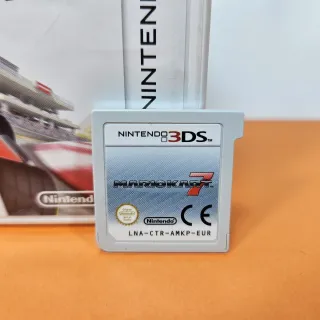 NINTENDO
Nintendo
NINTENDO 3DS
MARIOKART 7
Nintendo
CE
LNA-CTR-AMKP-EUR